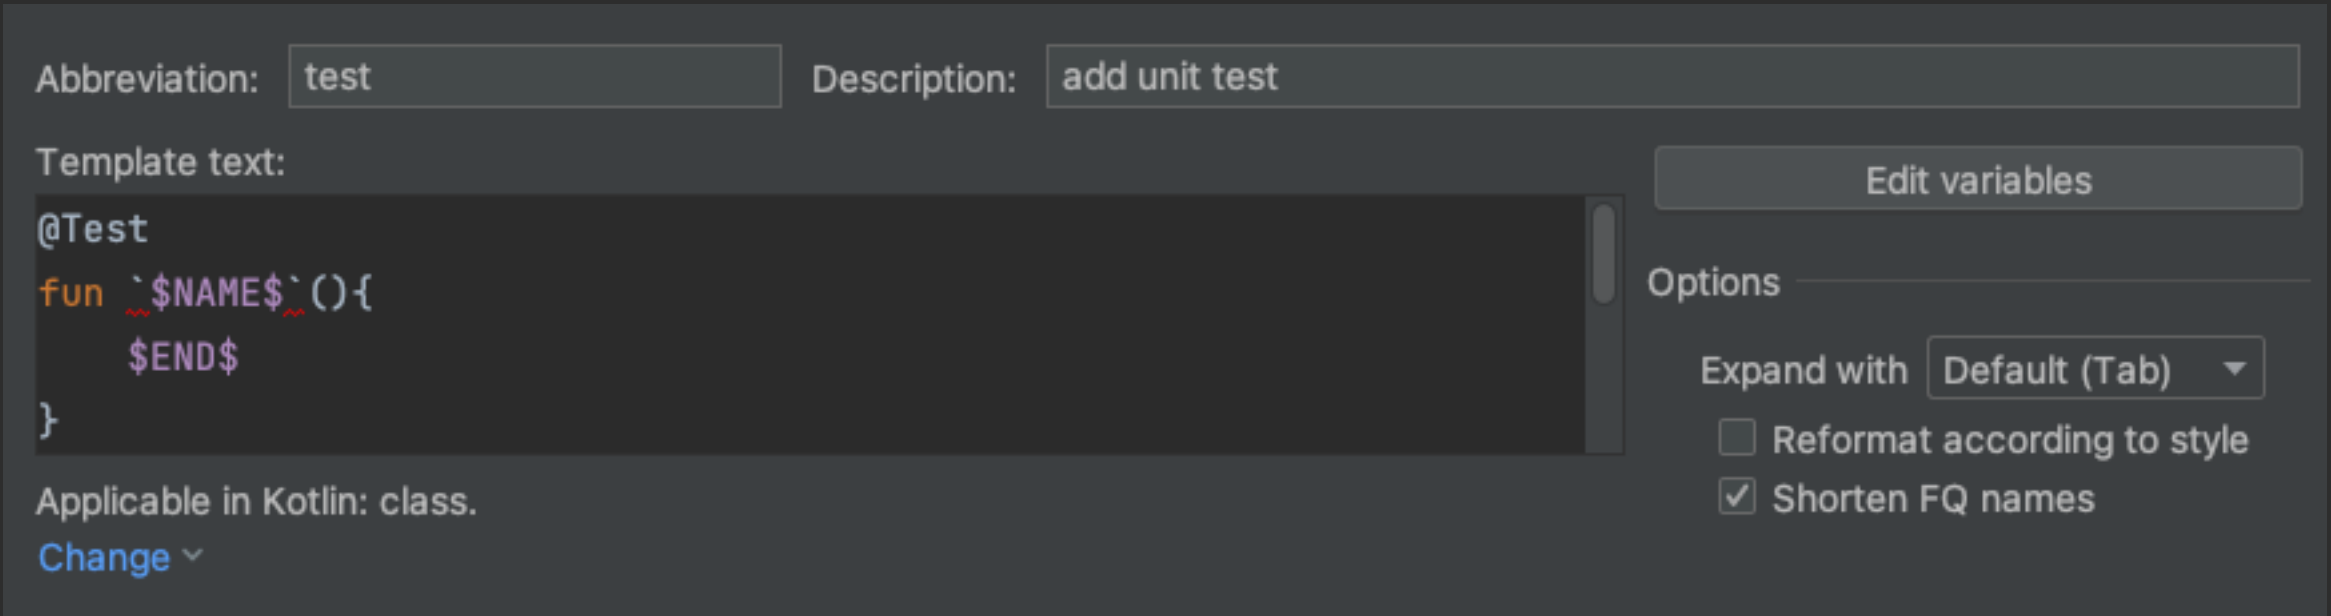 Abbreviation: test Description: add unit test
Template text:
Edit variables
@Test
fun `$NAME$`(){
    $END$
}
Options
Expand with Default (Tab)
Reformat according to style
Shorten FQ names
Applicable in Kotlin: class.
Change